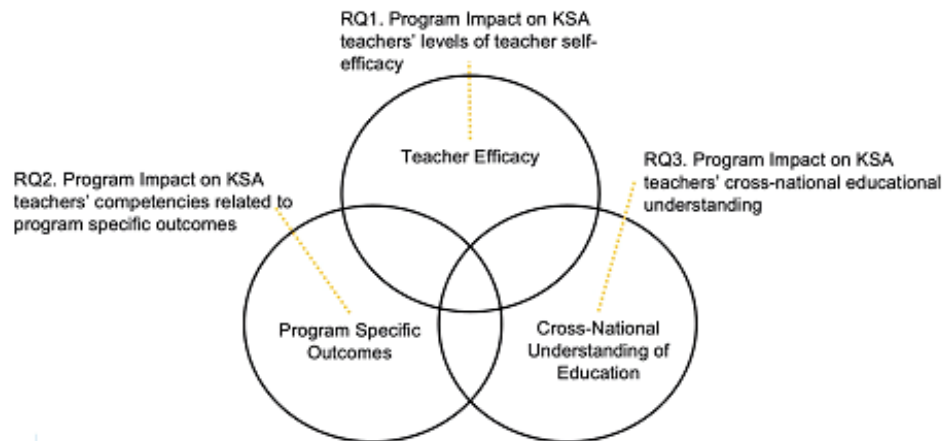 RQ1. Program Impact on KSA
teachers' levels of teacher self-
efficacy
Teacher Efficacy
RQ3. Program Impact on KSA
teachers' cross-national educational
understanding
RQ2. Program Impact on KSA
teachers' competencies related to
program specific outcomes
Program Specific
Outcomes
Cross-National
Understanding of
Education